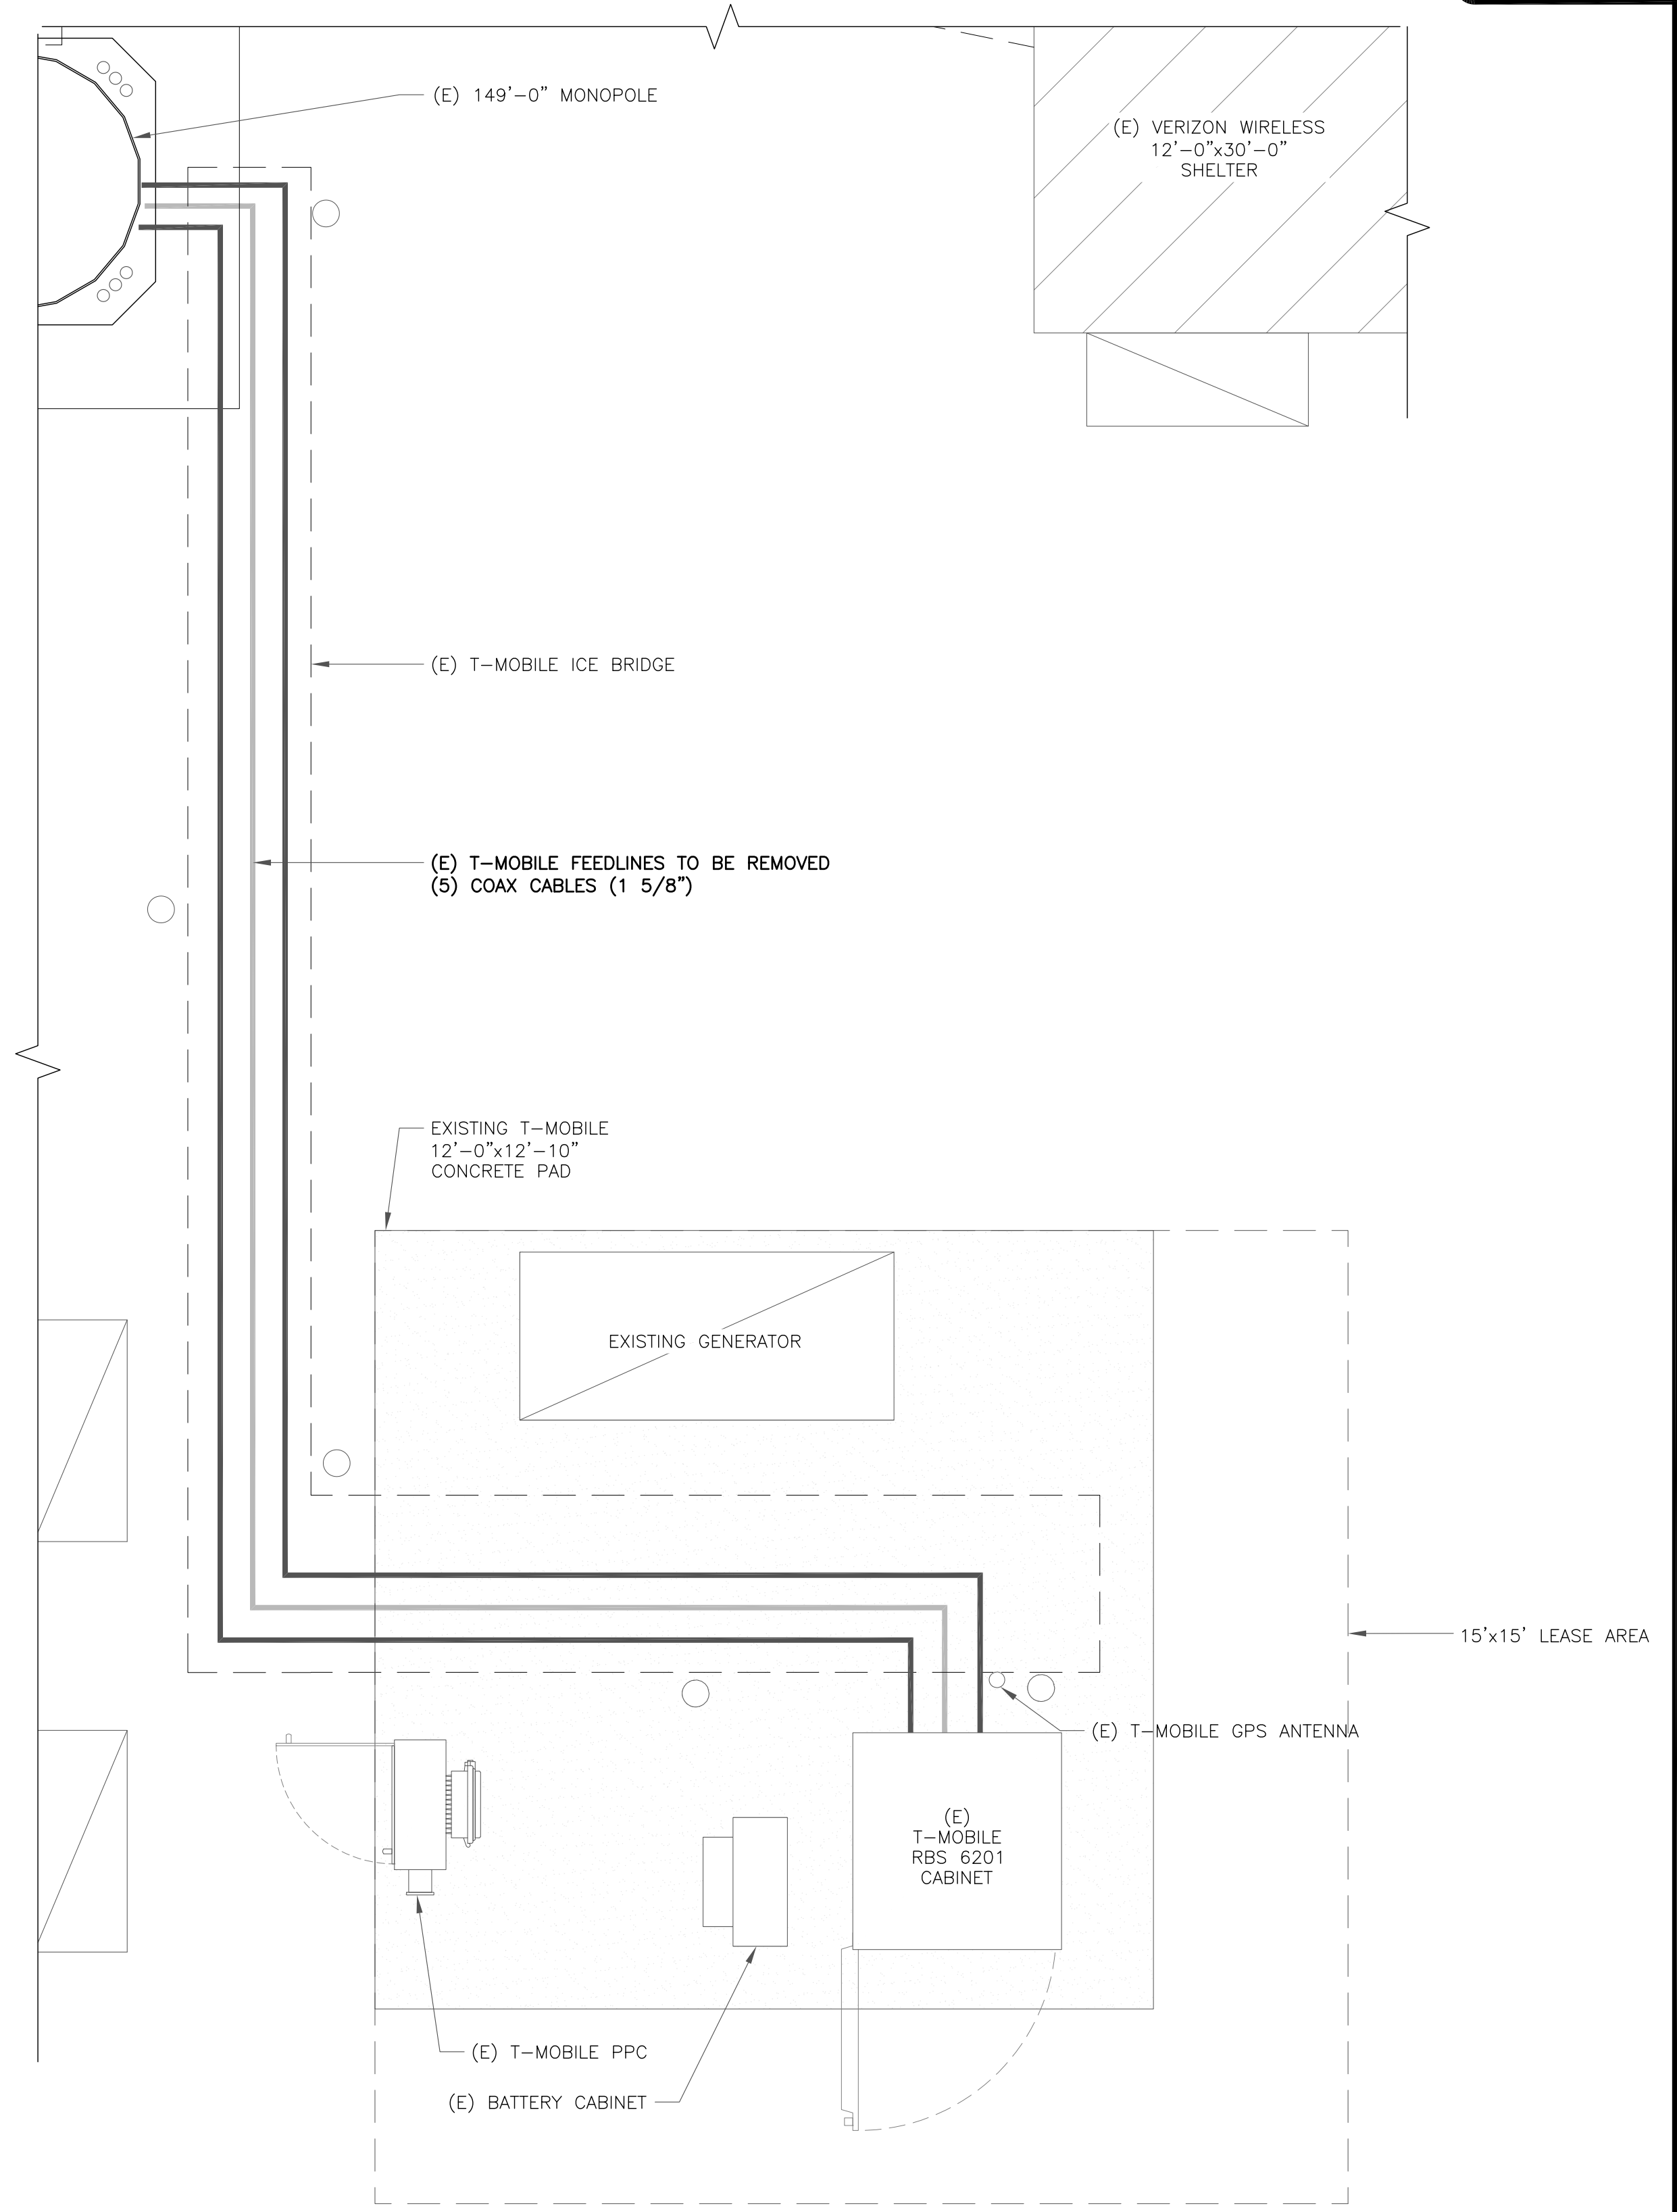 (E) 149'-0" MONOPOLE
(E) VERIZON WIRELESS
12'-0"x30'-0"
SHELTER
(E) T-MOBILE ICE BRIDGE
(E) T-MOBILE FEEDLINES TO BE REMOVED
(5) COAX CABLES (1 5/8")
EXISTING T-MOBILE
12'-0"x12'-10"
CONCRETE PAD
EXISTING GENERATOR
15'x15' LEASE AREA
(E) T-MOBILE GPS ANTENNA
(E)
T-MOBILE
RBS 6201
CABINET
(E) T-MOBILE PPC
(E) BATTERY CABINET